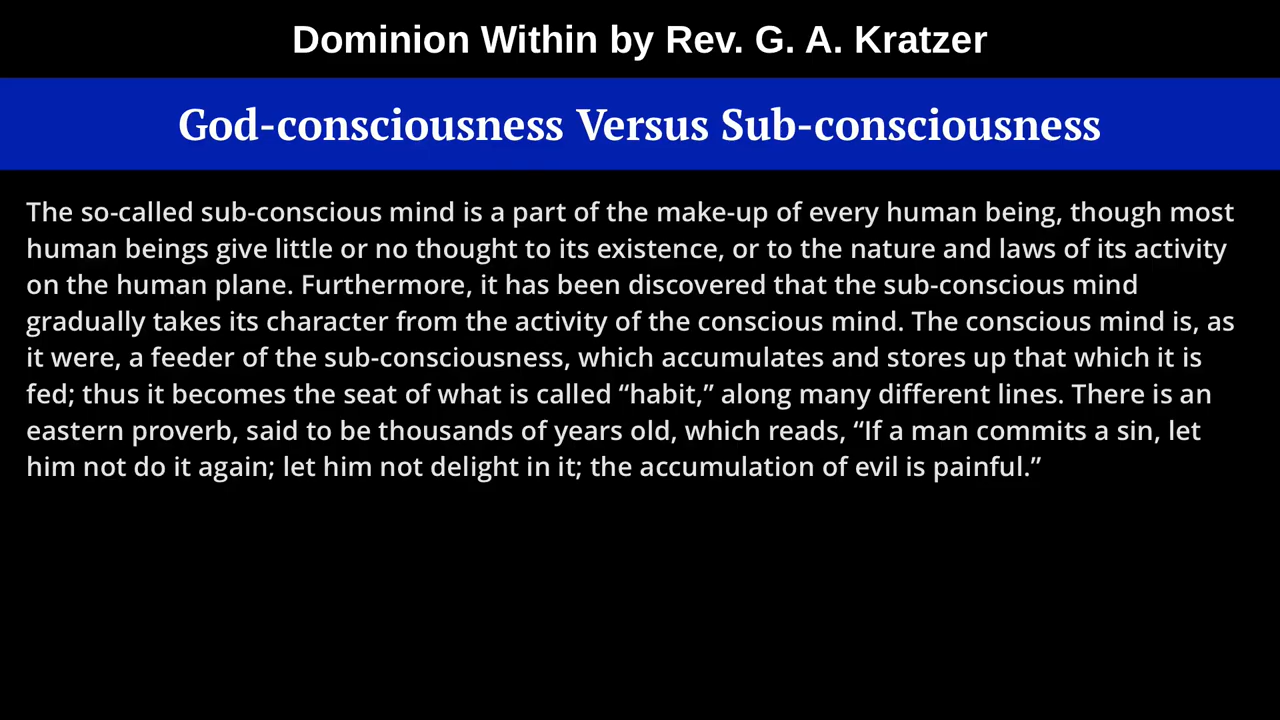 Dominion Within by Rev. G. A. Kratzer
God-consciousness Versus Sub-consciousness
The so-called sub-conscious mind is a part of the make-up of every human being, though most
human beings give little or no thought to its existence, or to the nature and laws of its activity
on the human plane. Furthermore, it has been discovered that the sub-conscious mind
gradually takes its character from the activity of the conscious mind. The conscious mind is, as
it were, a feeder of the sub-consciousness, which accumulates and stores up that which it is
fed; thus it becomes the seat of what is called “habit,” along many different lines. There is an
eastern proverb, said to be thousands of years old, which reads, “If a man commits a sin, let
him not do it again; let him not delight in it; the accumulation of evil is painful.”